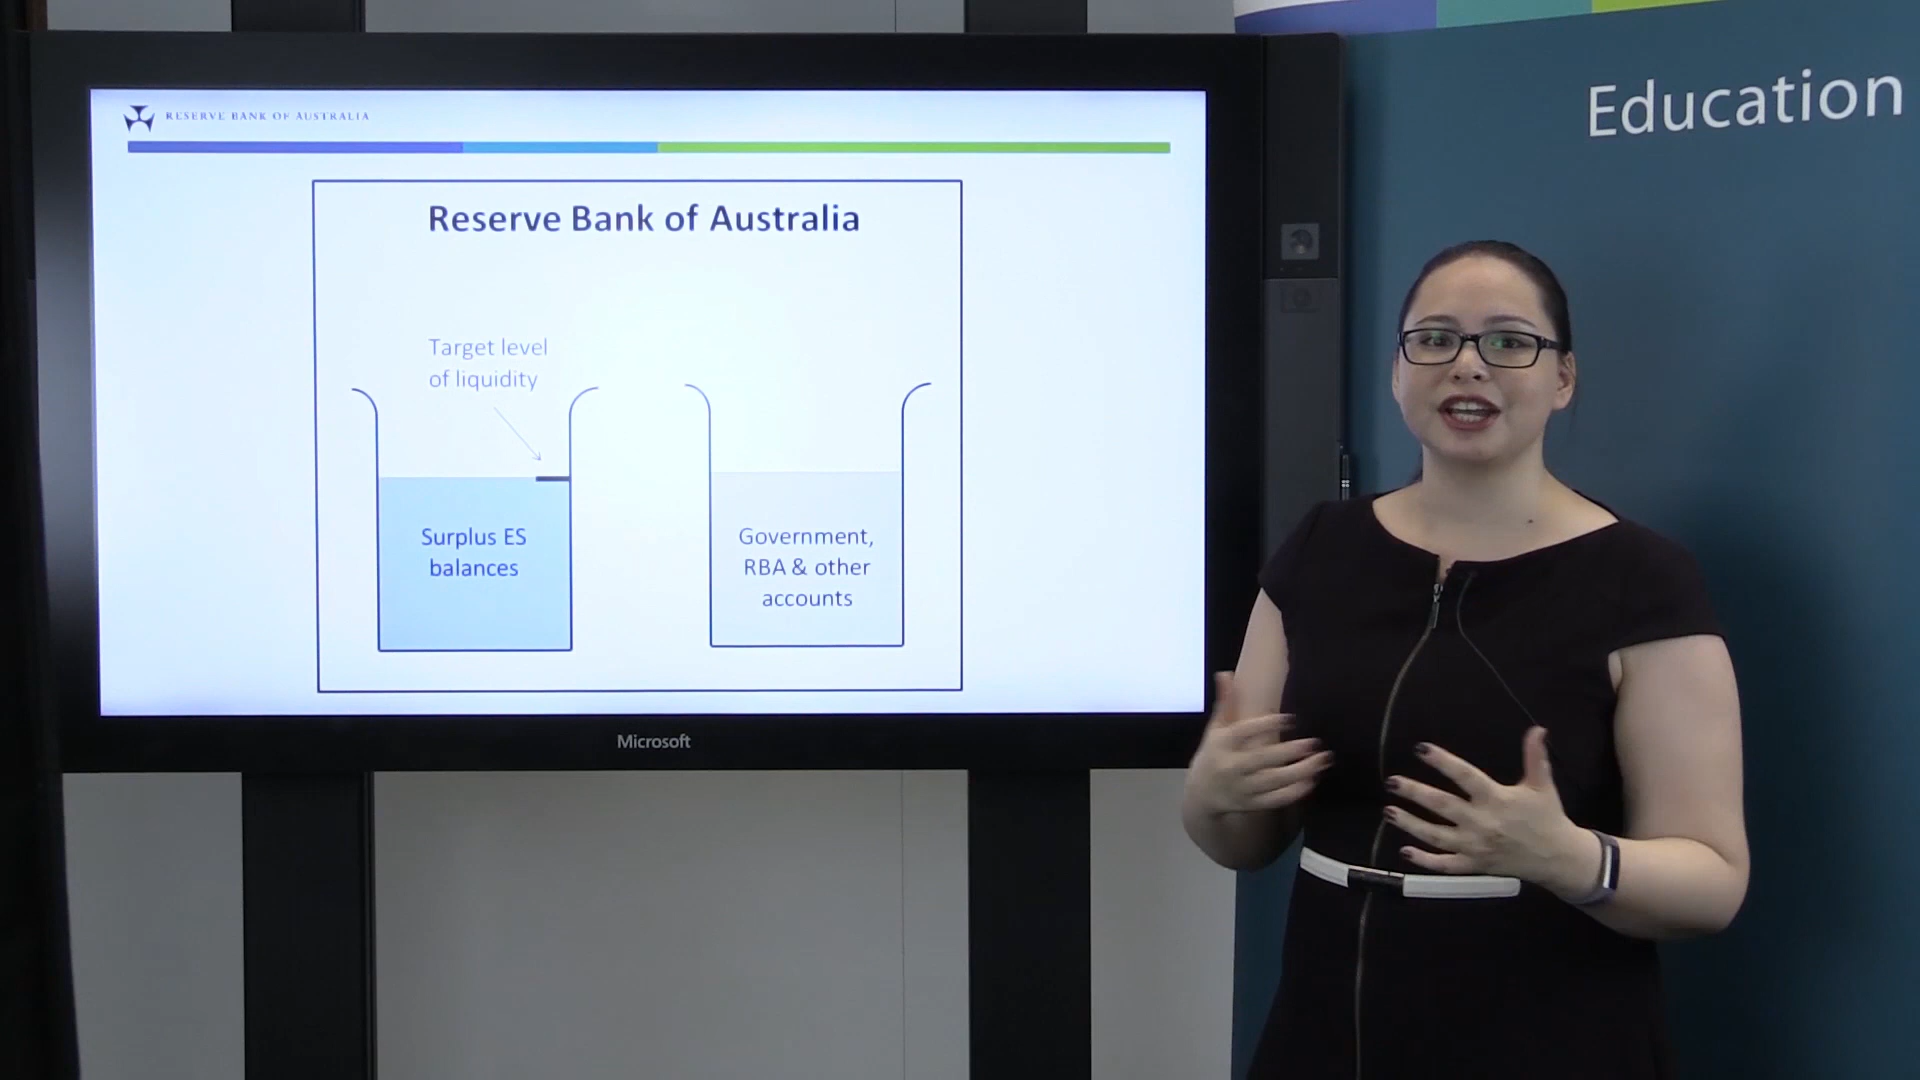 RESERVE BANK OF AUSTRALIA
Reserve Bank of Australia
Target level
of liquidity
Surplus ES
balances
Government,
RBA & other
accounts
Microsoft
Education